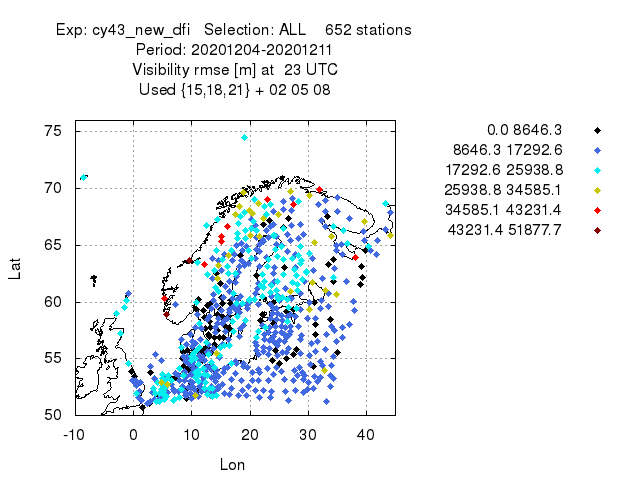 Exp: cy43_new_dfi   Selection: ALL    652 stations
Period: 20201204-20201211
Visibility rmse [m] at  23 UTC
Used {15,18,21} + 02 05 08
0.0 8646.3
8646.3 17292.6
17292.6 25938.8
25938.8 34585.1
34585.1 43231.4
43231.4 51877.7
75
70
65
60
55
50
Lat
-10 0 10 20 30 40
Lon